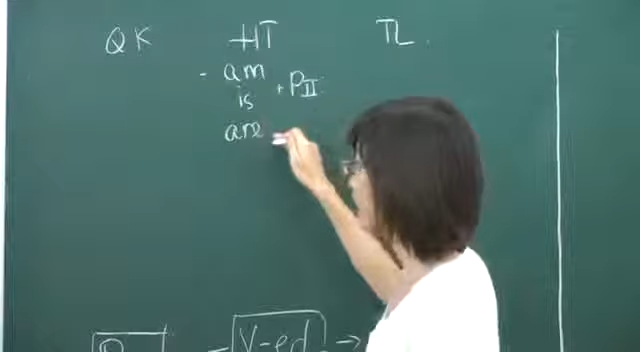 QK HT TL.
- am
is + PII
are
V-ed →